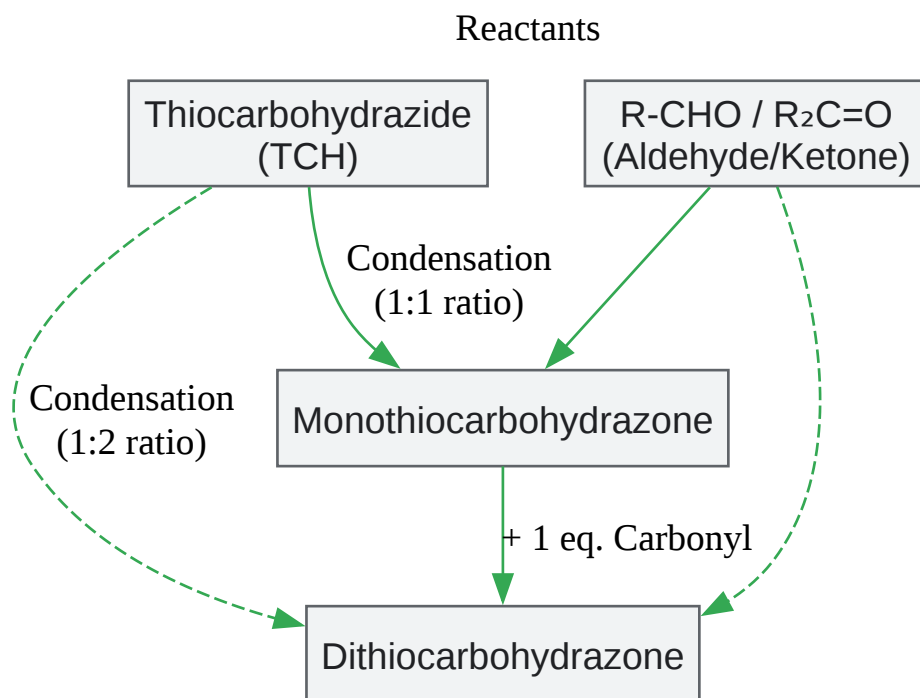 Reactants
Thiocarbohydrazide
(TCH)
R-CHO / R₂C=O
(Aldehyde/Ketone)
Condensation
(1:1 ratio)
Condensation
(1:2 ratio)
Monothiocarbohydrazone
+ 1 eq. Carbonyl
Dithiocarbohydrazone